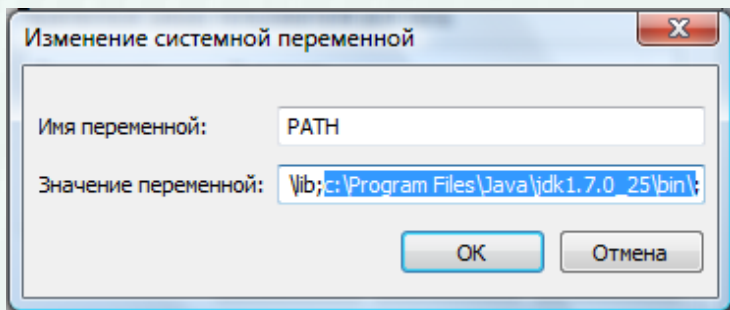 Изменение системной переменной
Имя переменной: PATH
Значение переменной: \lib;c:\Program Files\Java\jdk1.7.0_25\bin\;
OK Отмена